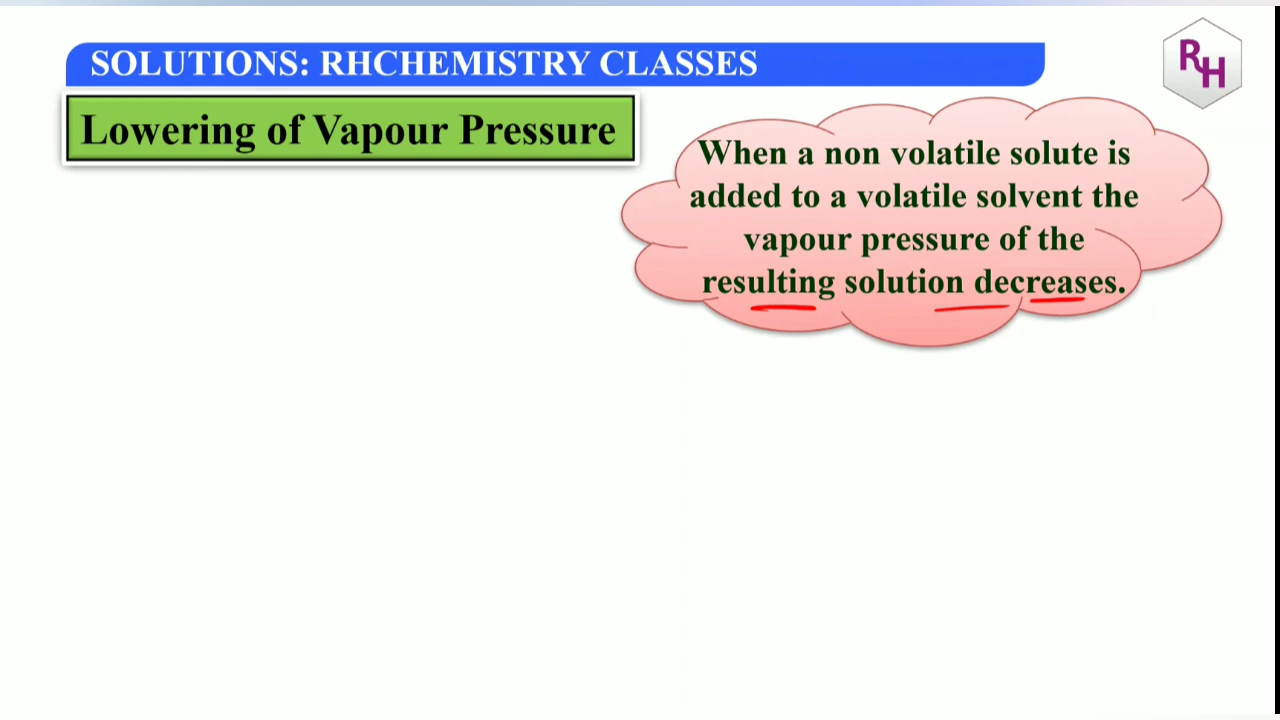 SOLUTIONS: RHCHEMISTRY CLASSES
RH
Lowering of Vapour Pressure
When a non volatile solute is
added to a volatile solvent the
vapour pressure of the
resulting solution decreases.